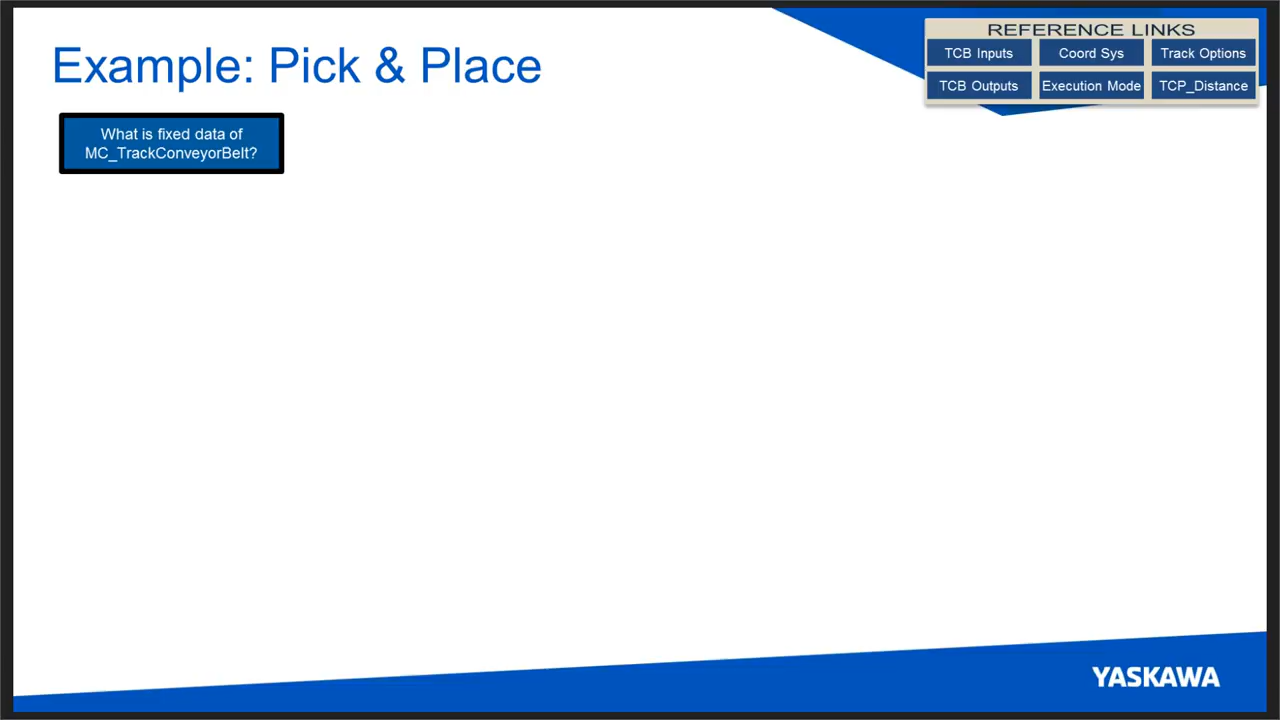 Example: Pick & Place
REFERENCE LINKS
TCB Inputs
Coord Sys
Track Options
TCB Outputs
Execution Mode
TCP_Distance
What is fixed data of
MC_TrackConveyorBelt?
YASKAWA